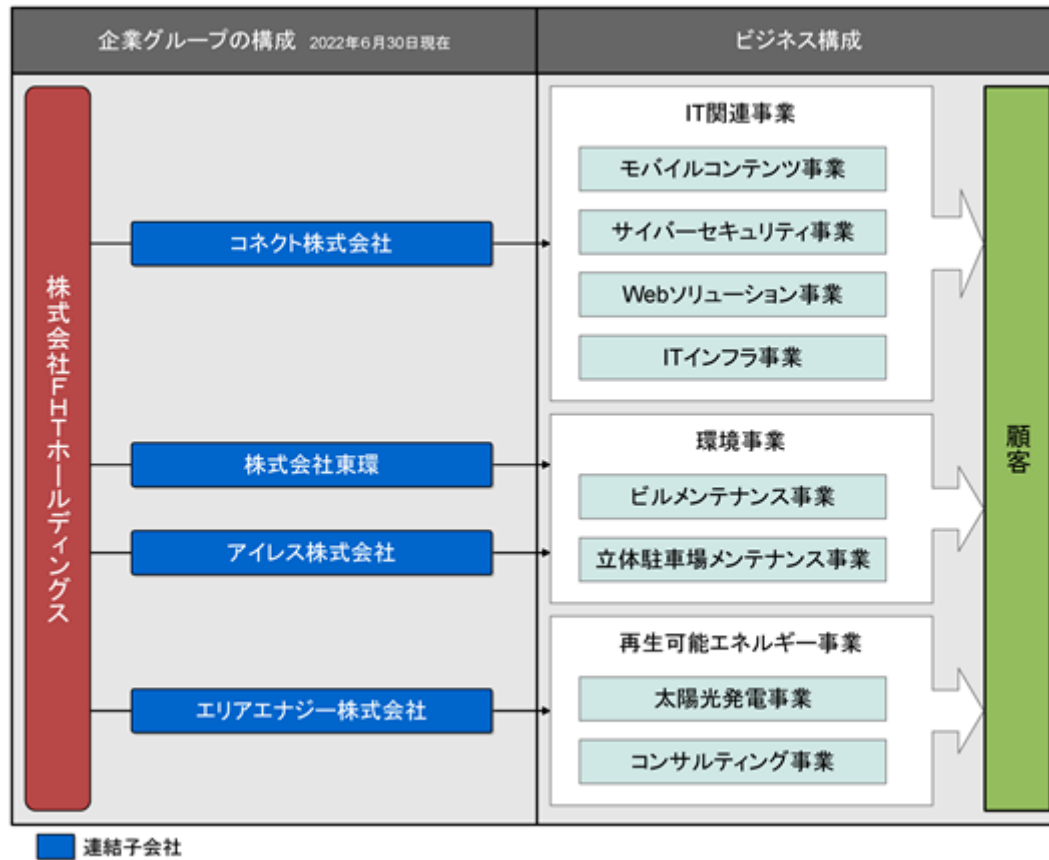 企業グループの構成 2022年6月30日現在
ビジネス構成
株式会社FHTホールディングス
コネクト株式会社
株式会社東環
アイレス株式会社
エリアエナジー株式会社
IT関連事業
モバイルコンテンツ事業
サイバーセキュリティ事業
Webソリューション事業
ITインフラ事業
環境事業
ビルメンテナンス事業
立体駐車場メンテナンス事業
再生可能エネルギー事業
太陽光発電事業
コンサルティング事業
顧客
連結子会社